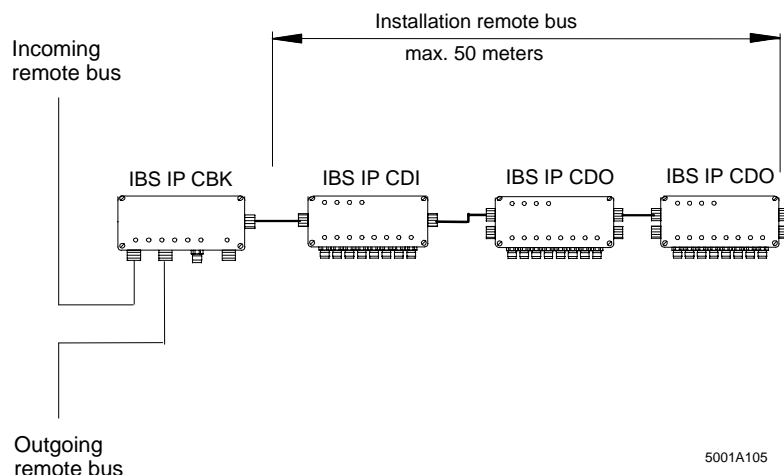 Installation remote bus
max. 50 meters
Incoming
remote bus
IBS IP CBK
IBS IP CDI
IBS IP CDO
IBS IP CDO
Outgoing
remote bus
5001A105